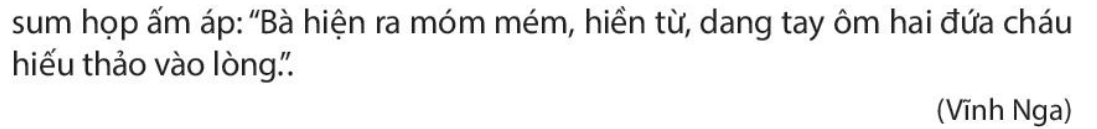 sum họp ấm áp: “Bà hiện ra móm mém, hiền từ, dang tay ôm hai đứa cháu
hiếu thảo vào lòng.”.
(Vĩnh Nga)